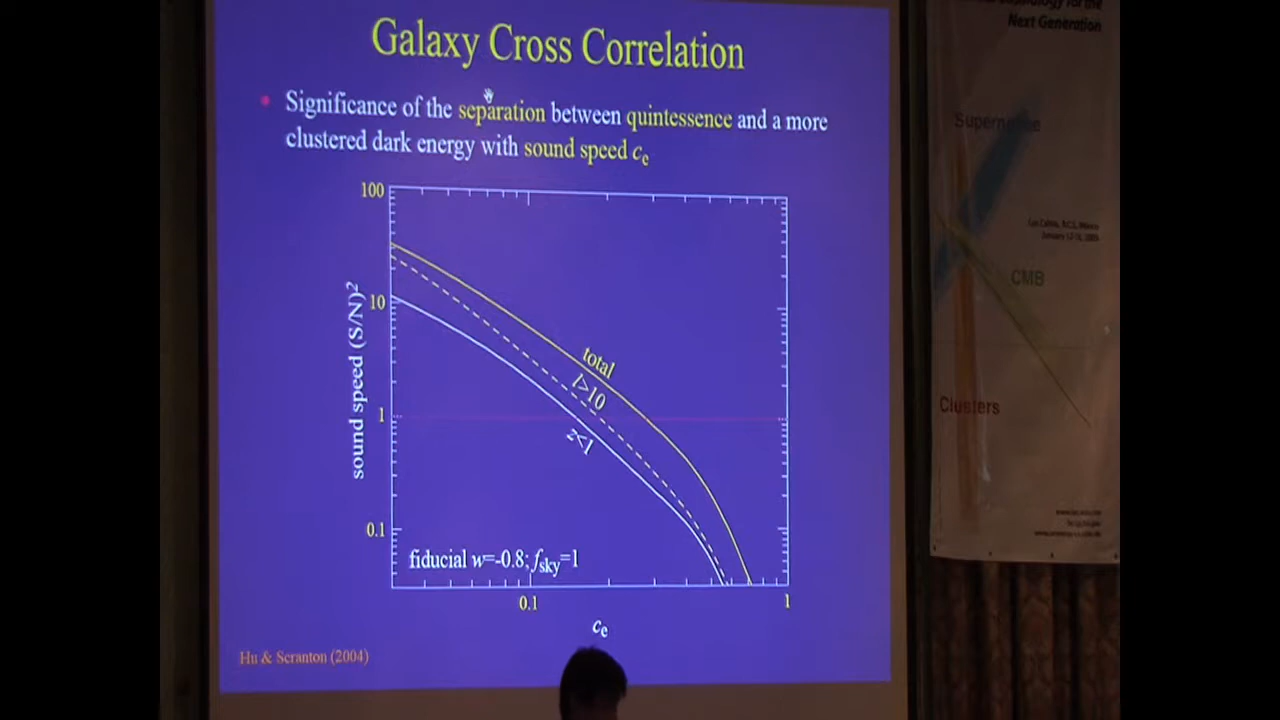 Galaxy Cross Correlation
Significance of the separation between quintessence and a more
clustered dark energy with sound speed ce
100
10
1
0.1
sound speed (S/N)2
total
l>10
z<1
fiducial w=-0.8; fsky=1
0.1
1
ce
Hu & Scranton (2004)
for the
Next Generation
Supernovae
CMB
Clusters